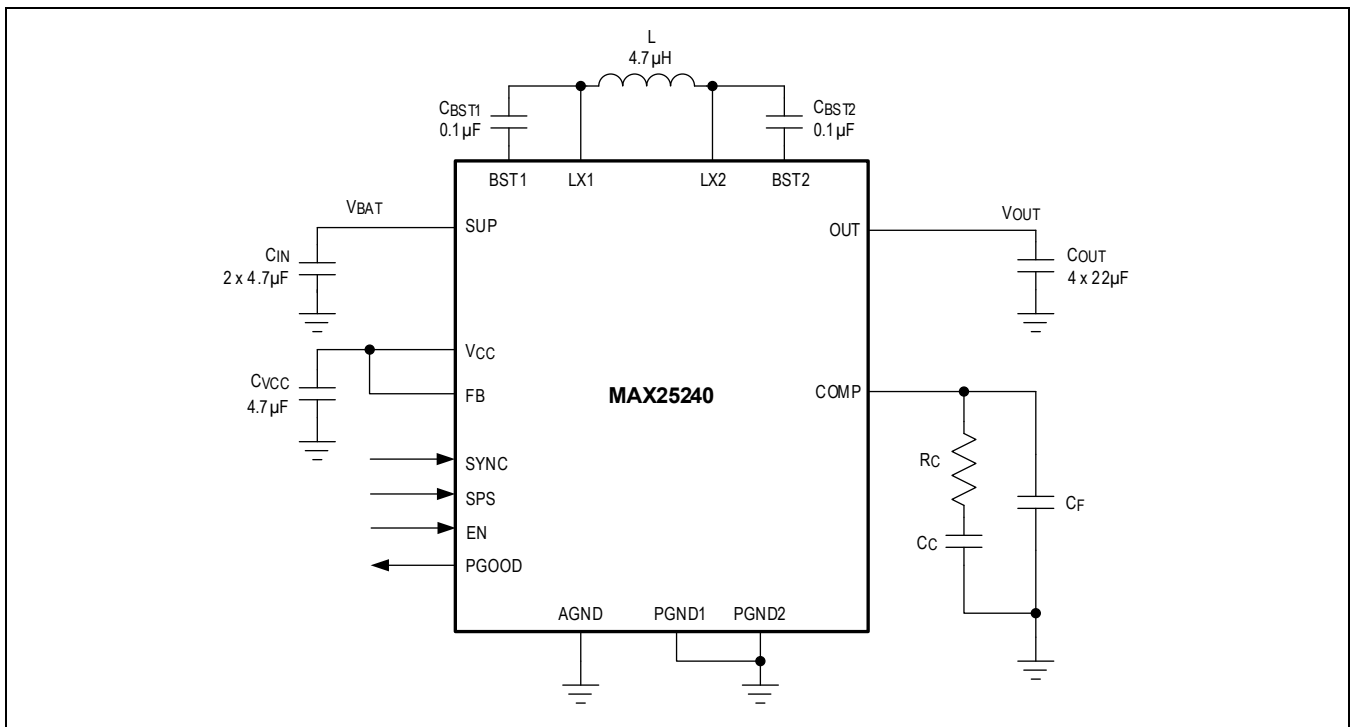 L
4.7µH
CBST1
0.1µF
CBST2
0.1µF
BST1
LX1
LX2
BST2
VBAT
SUP
OUT
VOUT
CIN
2 x 4.7µF
COUT
4 x 22µF
VCC
CVCC
4.7µF
FB
MAX25240
COMP
SYNC
SPS
EN
PGOOD
RC
CC
CF
AGND
PGND1
PGND2